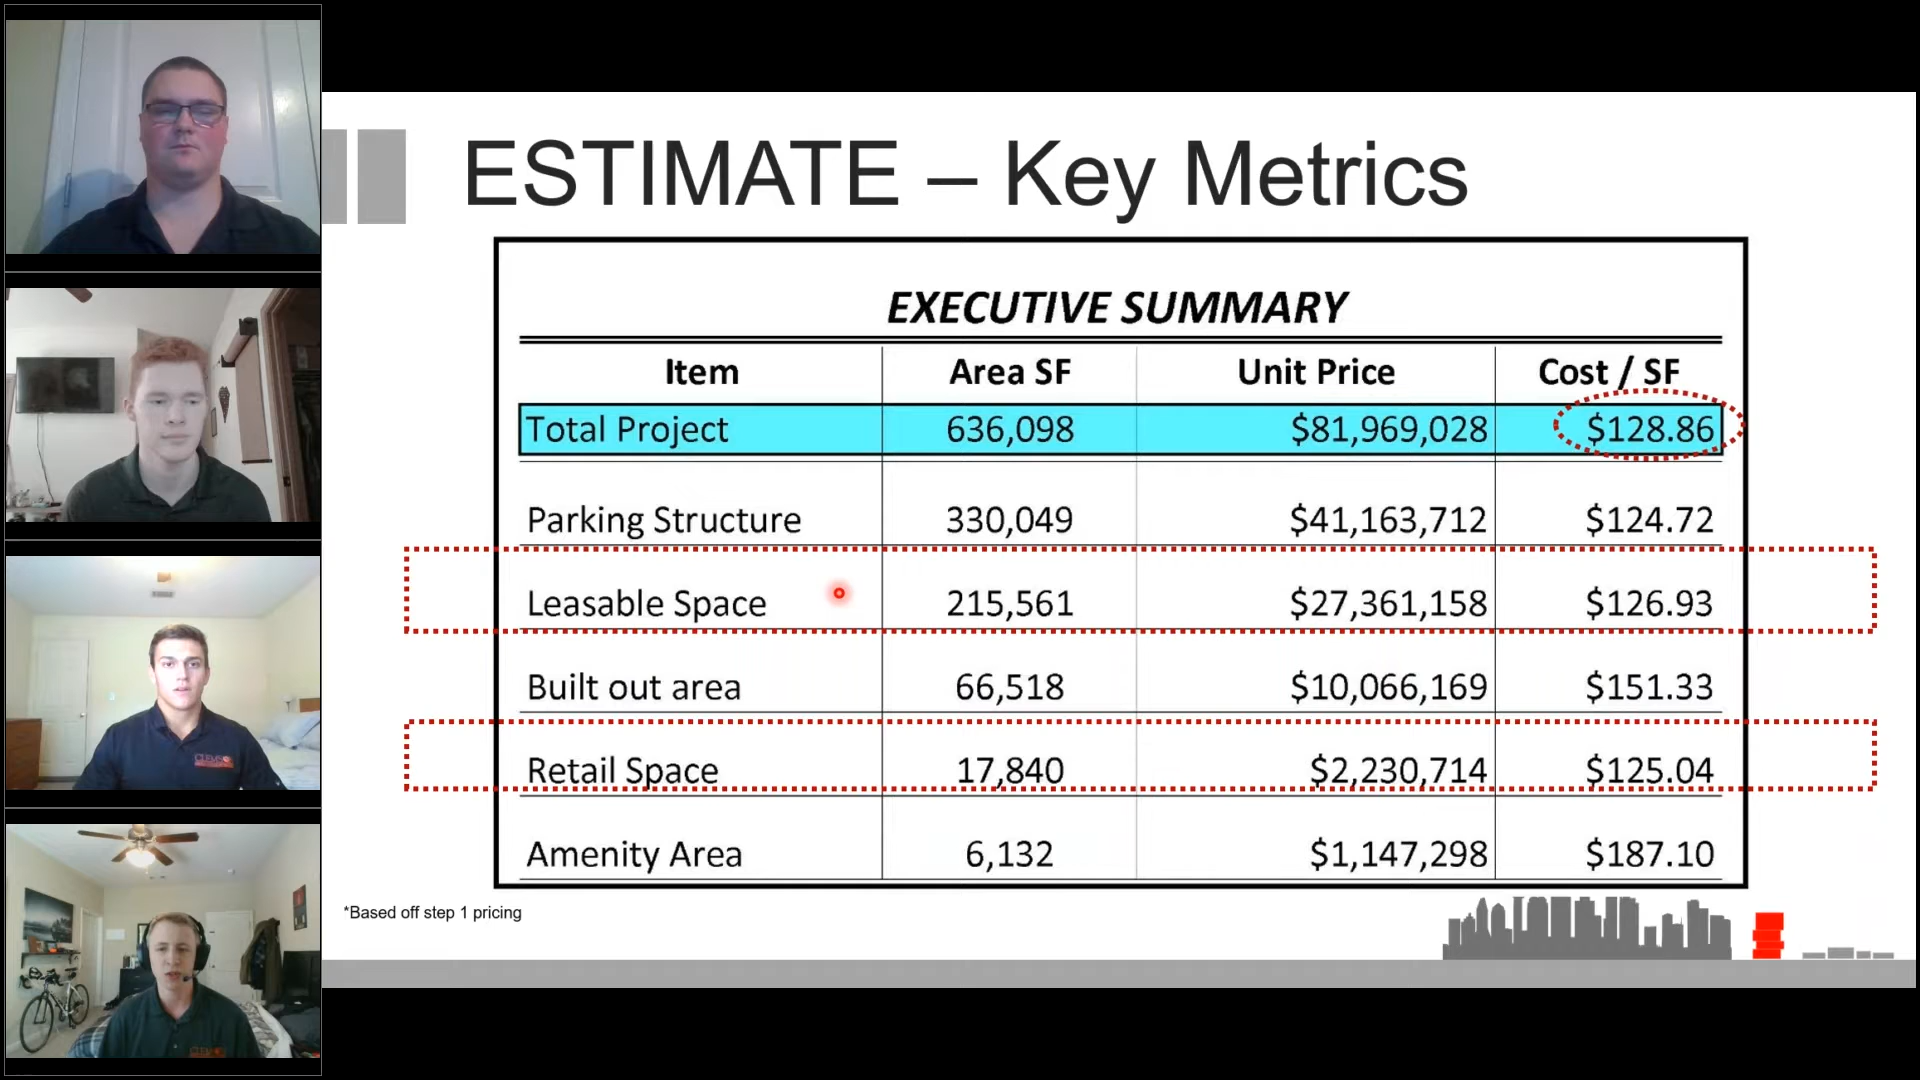 ESTIMATE – Key Metrics
EXECUTIVE SUMMARY
Item Area SF Unit Price Cost / SF
Total Project 636,098 $81,969,028 $128.86
Parking Structure 330,049 $41,163,712 $124.72
Leasable Space 215,561 $27,361,158 $126.93
Built out area 66,518 $10,066,169 $151.33
Retail Space 17,840 $2,230,714 $125.04
Amenity Area 6,132 $1,147,298 $187.10
*Based off step 1 pricing